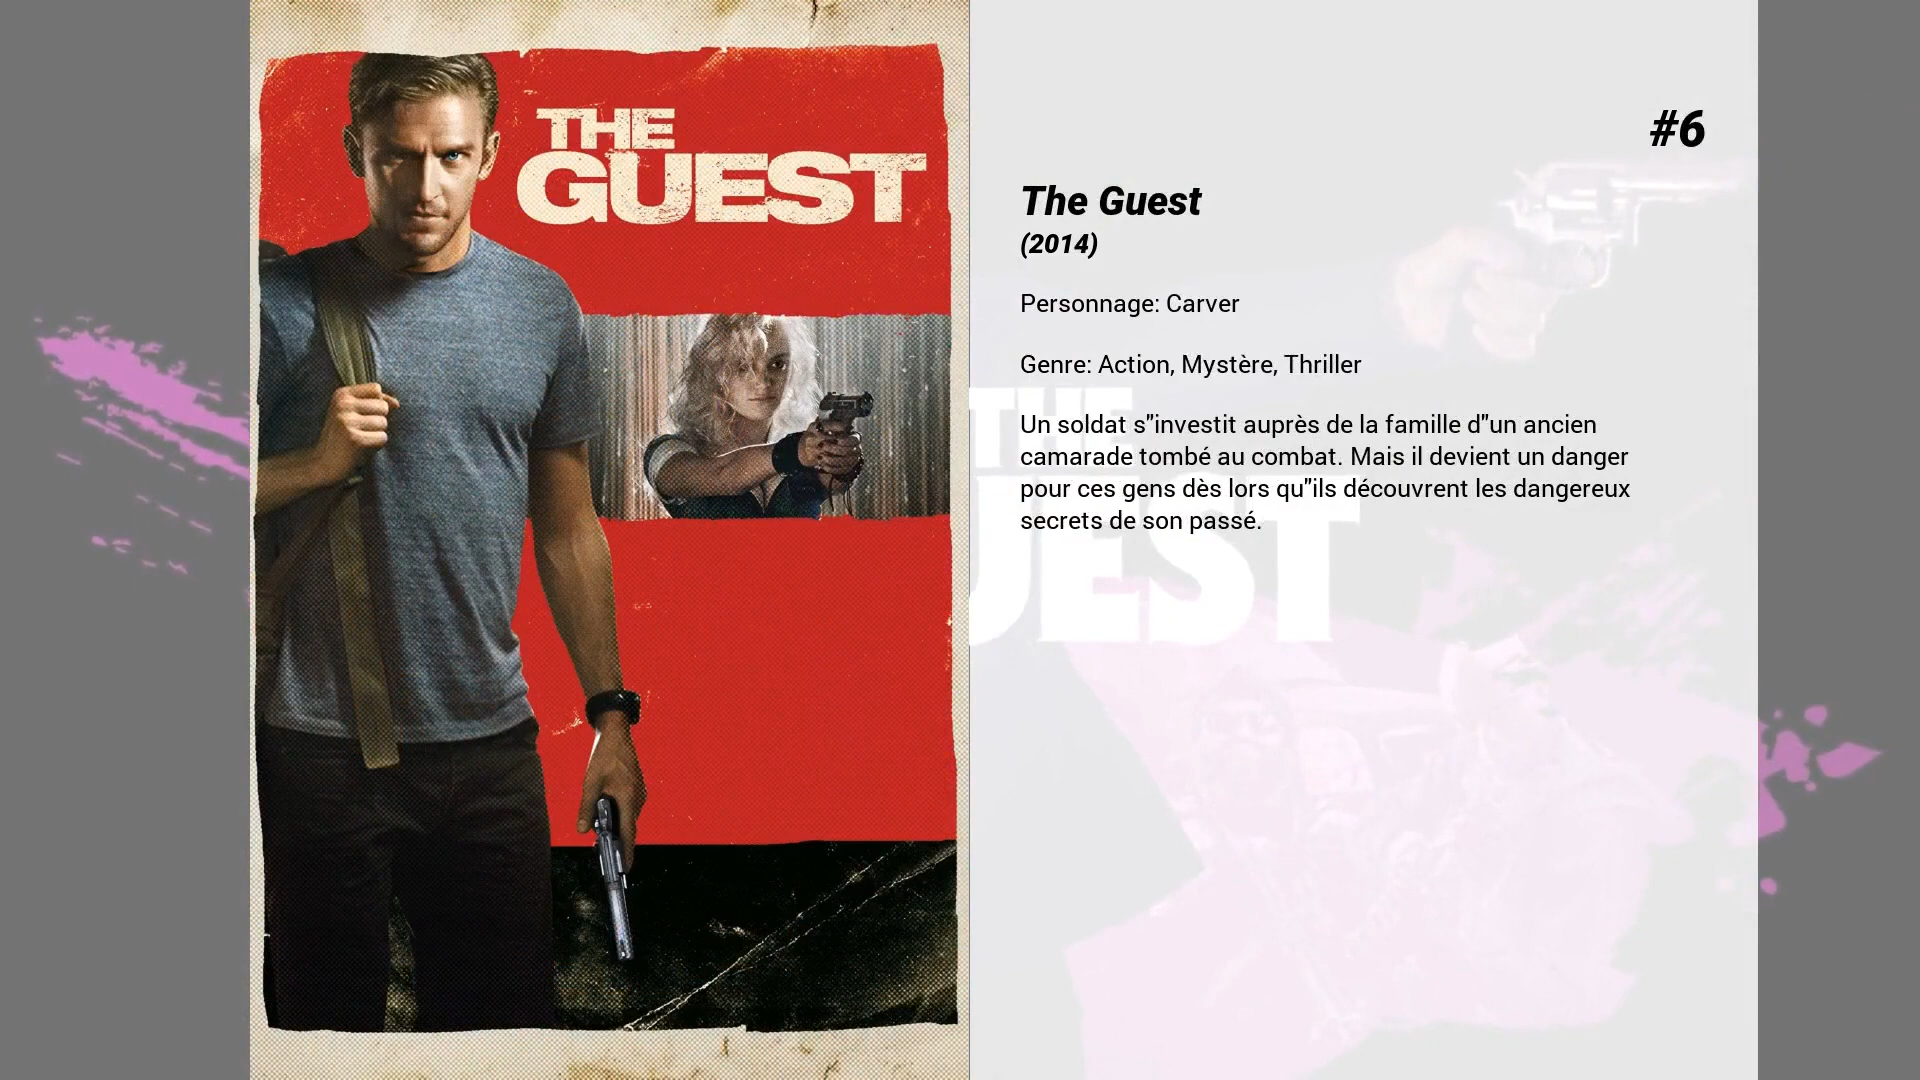 THE
GUEST
#6
The Guest
(2014)
Personnage: Carver
Genre: Action, Mystère, Thriller
Un soldat s"investit auprès de la famille d"un ancien
camarade tombé au combat. Mais il devient un danger
pour ces gens dès lors qu"ils découvrent les dangereux
secrets de son passé.
THE
UEST